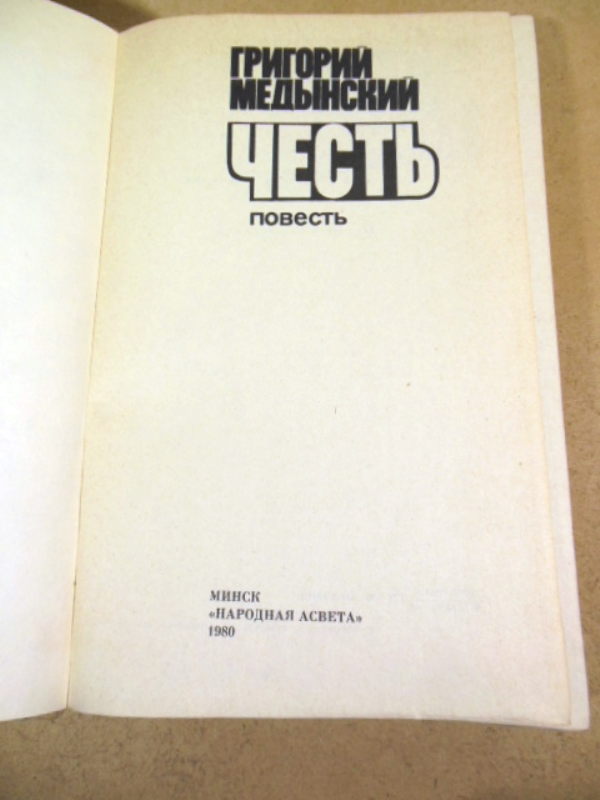 ГРИГОРИЙ
МЕДЫНСКИЙ
ЧЕСТЬ
повесть
МИНСК
«НАРОДНАЯ АСВЕТА»
1980